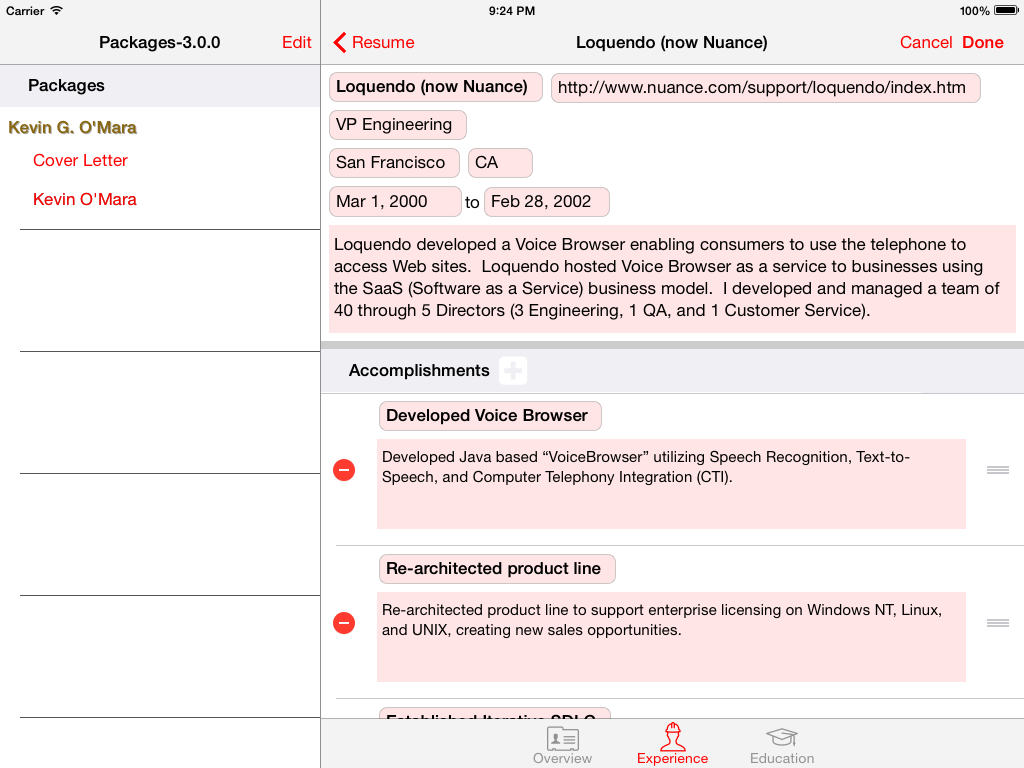 Carrier 9:24 PM 100%
Packages-3.0.0 Edit
Resume Loquendo (now Nuance) Cancel Done
Packages
Kevin G. O'Mara
Cover Letter
Kevin O'Mara
Loquendo (now Nuance) http://www.nuance.com/support/loquendo/index.htm
VP Engineering
San Francisco CA
Mar 1, 2000 to Feb 28, 2002
Loquendo developed a Voice Browser enabling consumers to use the telephone to
access Web sites.  Loquendo hosted Voice Browser as a service to businesses using
the SaaS (Software as a Service) business model.  I developed and managed a team of
40 through 5 Directors (3 Engineering, 1 QA, and 1 Customer Service).
Accomplishments
Developed Voice Browser
Developed Java based “VoiceBrowser” utilizing Speech Recognition, Text-to-
Speech, and Computer Telephony Integration (CTI).
Re-architected product line
Re-architected product line to support enterprise licensing on Windows NT, Linux,
and UNIX, creating new sales opportunities.
Established Iterative SDLC
Overview Experience Education